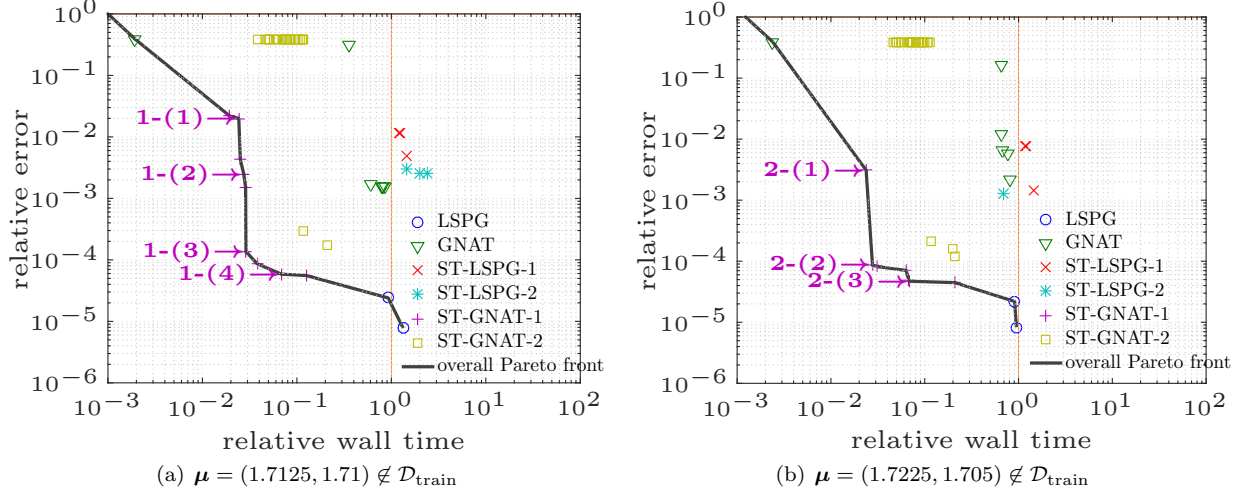 10^0
10^-1
10^-2
10^-3
10^-4
10^-5
10^-6
relative error
1-(1)
1-(2)
1-(3)
1-(4)
LSPG
GNAT
ST-LSPG-1
ST-LSPG-2
ST-GNAT-1
ST-GNAT-2
overall Pareto front
10^-3 10^-2 10^-1 10^0 10^1 10^2
relative wall time
(a) μ = (1.7125, 1.71) ∉ D_train
10^0
10^-1
10^-2
10^-3
10^-4
10^-5
10^-6
relative error
2-(1)
2-(2)
2-(3)
LSPG
GNAT
ST-LSPG-1
ST-LSPG-2
ST-GNAT-1
ST-GNAT-2
overall Pareto front
10^-3 10^-2 10^-1 10^0 10^1 10^2
relative wall time
(b) μ = (1.7225, 1.705) ∉ D_train